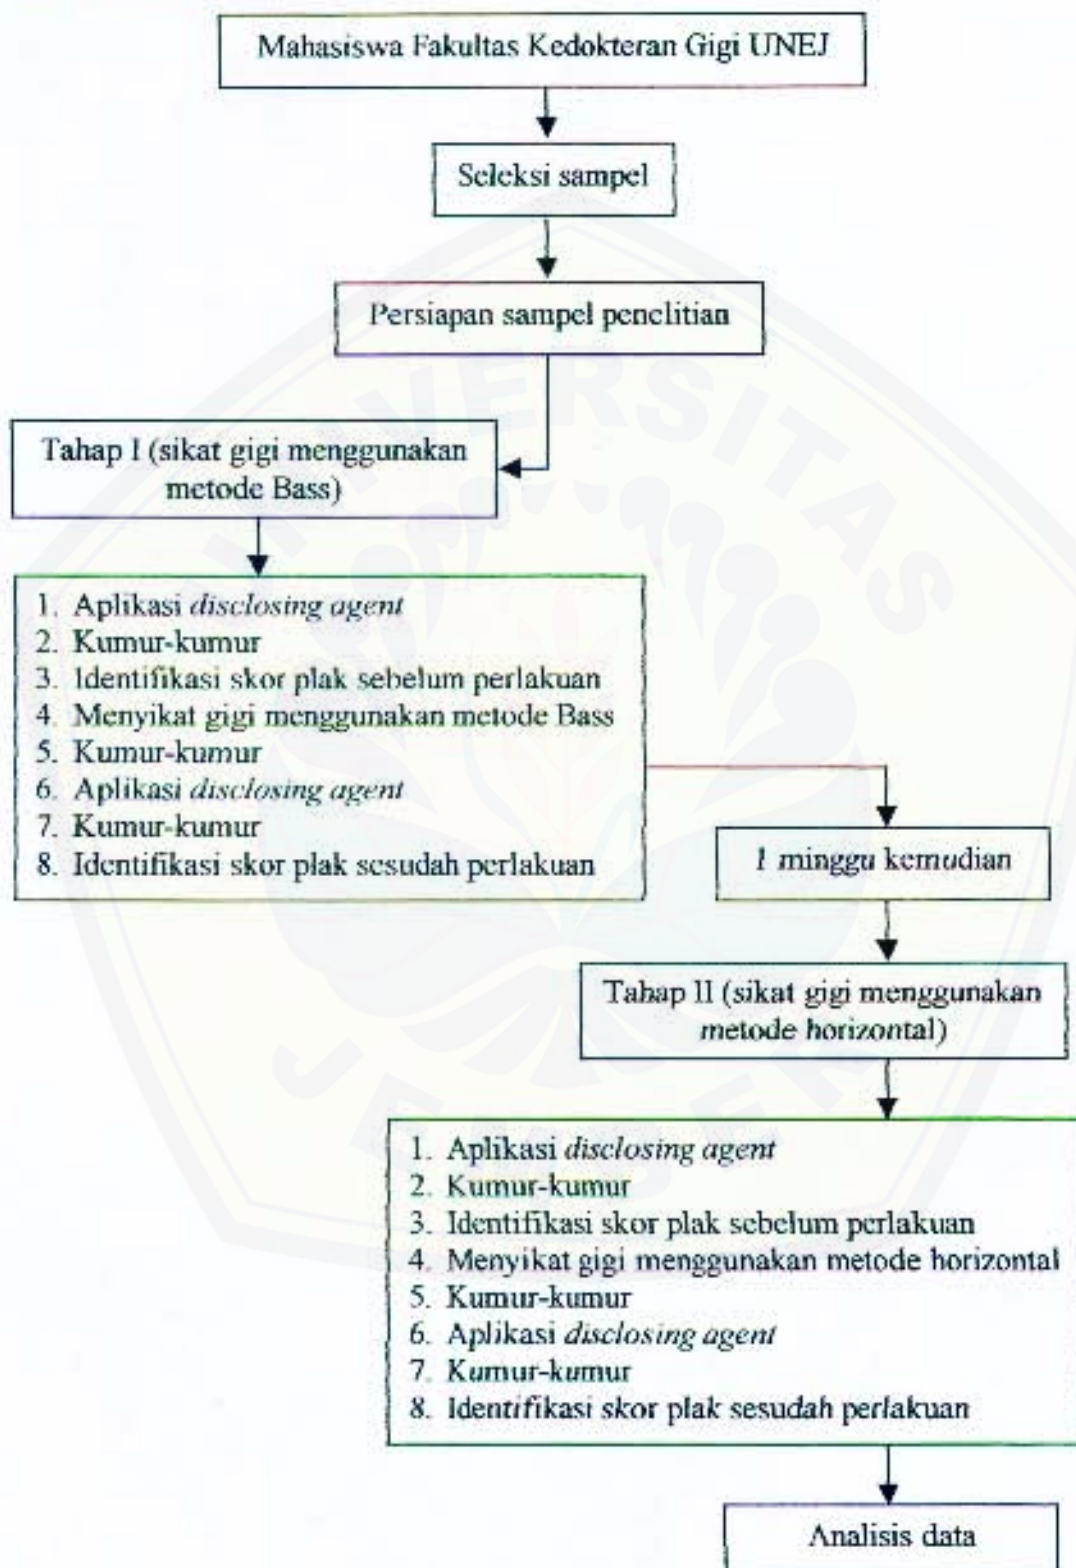 Mahasiswa Fakultas Kedokteran Gigi UNEJ
Seleksi sampel
Persiapan sampel penelitian
Tahap I (sikat gigi menggunakan
metode Bass)
1. Aplikasi disclosing agent
2. Kumur-kumur
3. Identifikasi skor plak sebelum perlakuan
4. Menyikat gigi menggunakan metode Bass
5. Kumur-kumur
6. Aplikasi disclosing agent
7. Kumur-kumur
8. Identifikasi skor plak sesudah perlakuan
1 minggu kemudian
Tahap II (sikat gigi menggunakan
metode horizontal)
1. Aplikasi disclosing agent
2. Kumur-kumur
3. Identifikasi skor plak sebelum perlakuan
4. Menyikat gigi menggunakan metode horizontal
5. Kumur-kumur
6. Aplikasi disclosing agent
7. Kumur-kumur
8. Identifikasi skor plak sesudah perlakuan
Analisis data
UNIVERSITAS
JEMBER